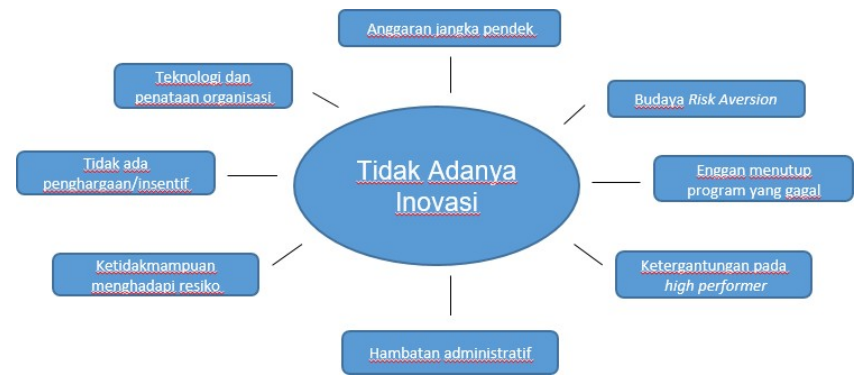 Anggaran jangka pendek
Teknologi dan
penataan organisasi
Budaya Risk Aversion
Tidak ada
penghargaan/insentif
Tidak Adanya
Inovasi
Enggan menutup
program yang gagal
Ketidakmampuan
menghadapi resiko
Ketergantungan pada
high performer
Hambatan administratif